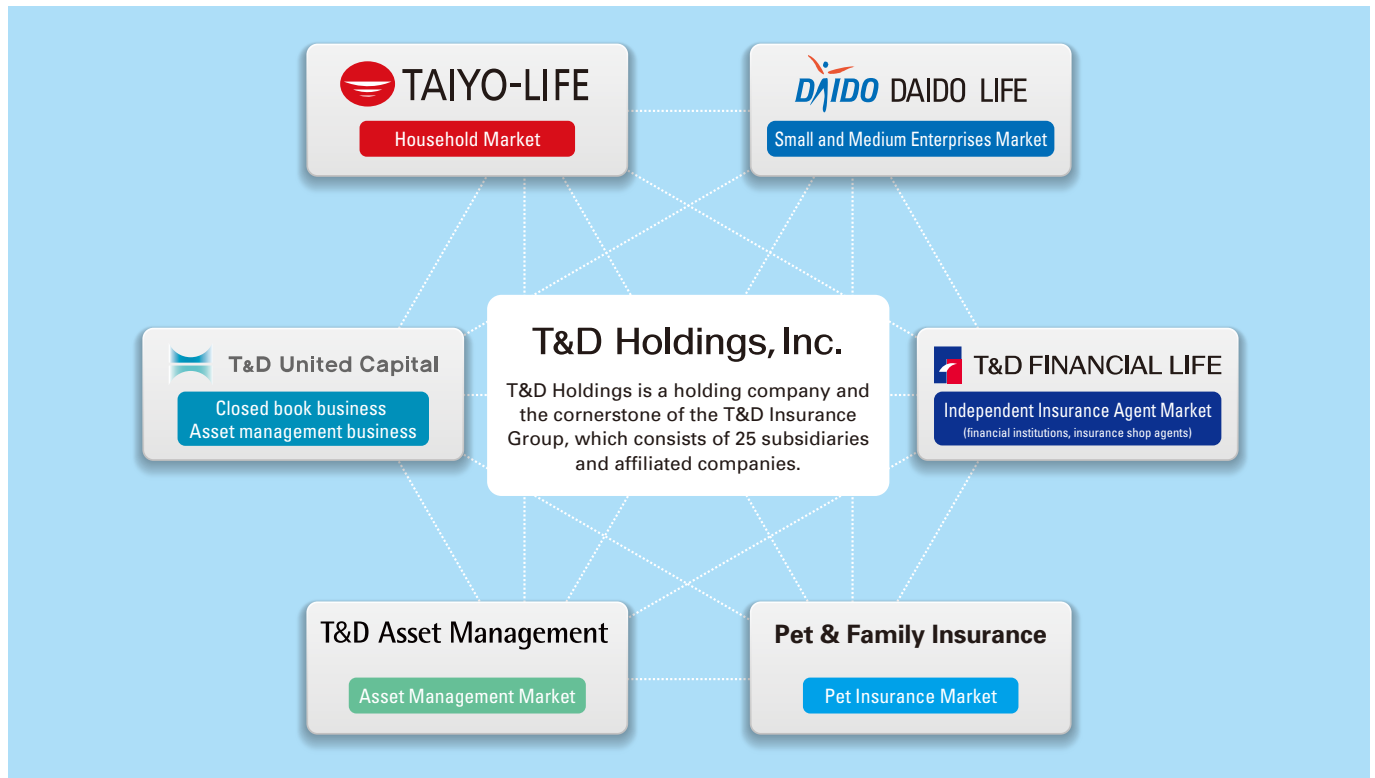 TAIYO-LIFE
Household Market
DAIDO DAIDO LIFE
Small and Medium Enterprises Market
T&D United Capital
Closed book business
Asset management business
T&D Holdings, Inc.
T&D Holdings is a holding company and
the cornerstone of the T&D Insurance
Group, which consists of 25 subsidiaries
and affiliated companies.
T&D FINANCIAL LIFE
Independent Insurance Agent Market
(financial institutions, insurance shop agents)
T&D Asset Management
Asset Management Market
Pet & Family Insurance
Pet Insurance Market